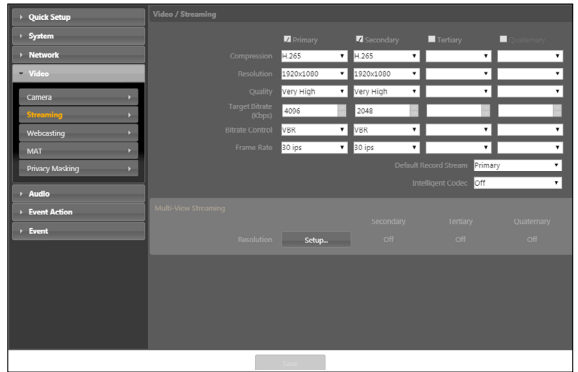 Quick Setup
System
Network
Video
Camera
Streaming
Webcasting
MAT
Privacy Masking
Audio
Event Action
Event
Video / Streaming
Primary Secondary Tertiary Quaternary
Compression H.265 H.265
Resolution 1920x1080 1920x1080
Quality Very High Very High
Target Bitrate (Kbps) 4096 2048
Bitrate Control VBR VBR
Frame Rate 30 ips 30 ips
Default Record Stream Primary
Intelligent Codec Off
Multi-View Streaming
Secondary Tertiary Quaternary
Resolution Setup... Off Off Off
Save